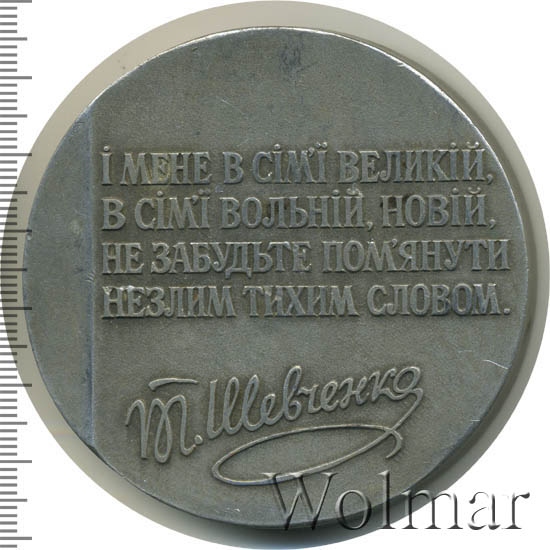 І МЕНЕ В СІМ'Ї ВЕЛИКІЙ,
В СІМ'Ї ВОЛЬНІЙ, НОВІЙ,
НЕ ЗАБУДЬТЕ ПОМ'ЯНУТИ
НЕЗЛИМ ТИХИМ СЛОВОМ.
Т. Шевченко
Wolmar